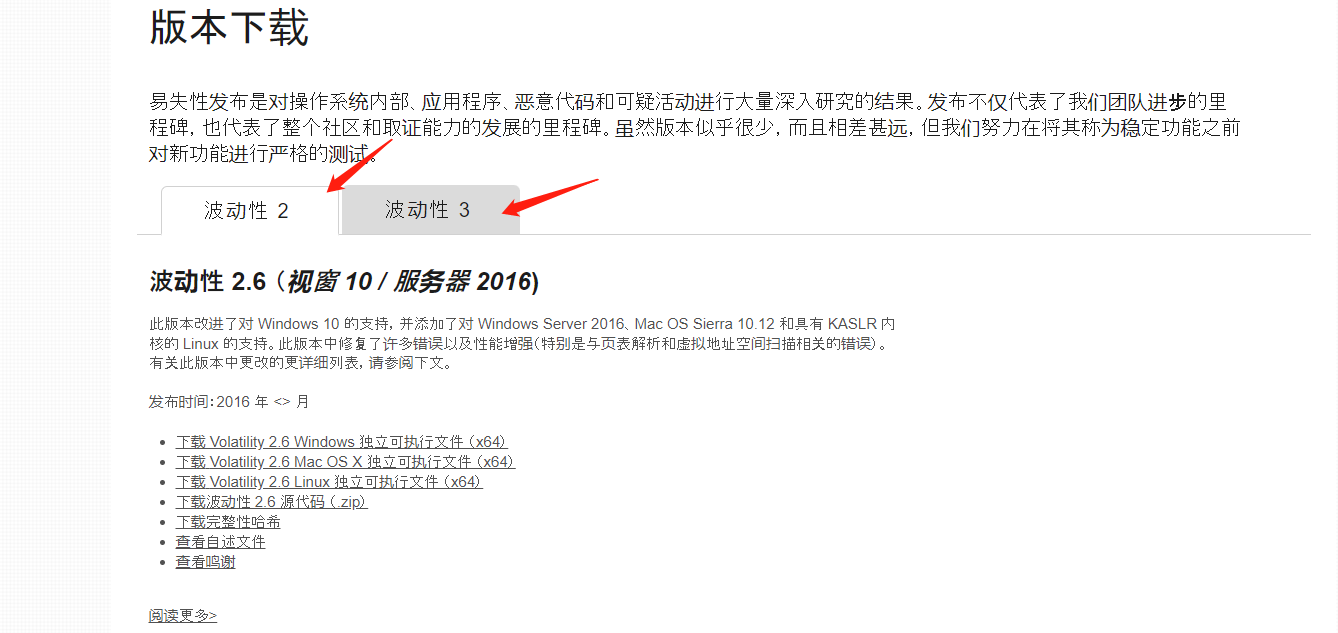 版本下载
易失性发布是对操作系统内部、应用程序、恶意代码和可疑活动进行大量深入研究的结果。发布不仅代表了我们团队进步的里
程碑，也代表了整个社区和取证能力的发展的里程碑。虽然版本似乎很少，而且相差甚远，但我们努力在将其称为稳定功能之前
对新功能进行严格的测试。
波动性 2
波动性 3
波动性 2.6（视窗 10 / 服务器 2016)
此版本改进了对 Windows 10 的支持，并添加了对 Windows Server 2016、Mac OS Sierra 10.12 和具有 KASLR 内
核的 Linux 的支持。此版本中修复了许多错误以及性能增强（特别是与页表解析和虚拟地址空间扫描相关的错误）。
有关此版本中更改的更详细列表，请参阅下文。
发布时间：2016 年 <> 月
下载 Volatility 2.6 Windows 独立可执行文件（x64）
下载 Volatility 2.6 Mac OS X 独立可执行文件（x64）
下载 Volatility 2.6 Linux 独立可执行文件（x64）
下载波动性 2.6 源代码（.zip）
下载完整性哈希
查看自述文件
查看鸣谢
阅读更多>